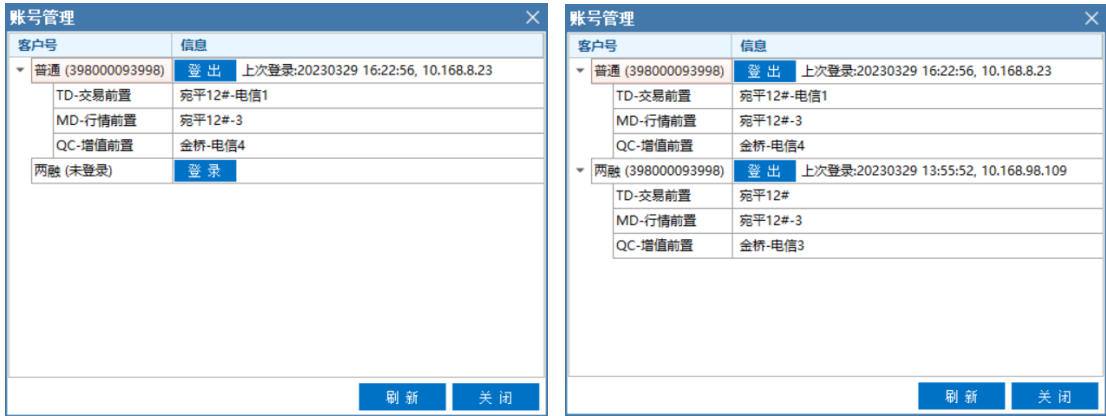 账号管理
客户号 信息
普通 (398000093998) 登 出 上次登录:20230329 16:22:56, 10.168.8.23
TD-交易前置 宛平12#-电信1
MD-行情前置 宛平12#-3
QC-增值前置 金桥-电信4
两融 (未登录) 登 录
刷 新 关 闭
账号管理
客户号 信息
普通 (398000093998) 登 出 上次登录:20230329 16:22:56, 10.168.8.23
TD-交易前置 宛平12#-电信1
MD-行情前置 宛平12#-3
QC-增值前置 金桥-电信4
两融 (398000093998) 登 出 上次登录:20230329 13:55:52, 10.168.98.109
TD-交易前置 宛平12#
MD-行情前置 宛平12#-3
QC-增值前置 金桥-电信3
刷 新 关 闭